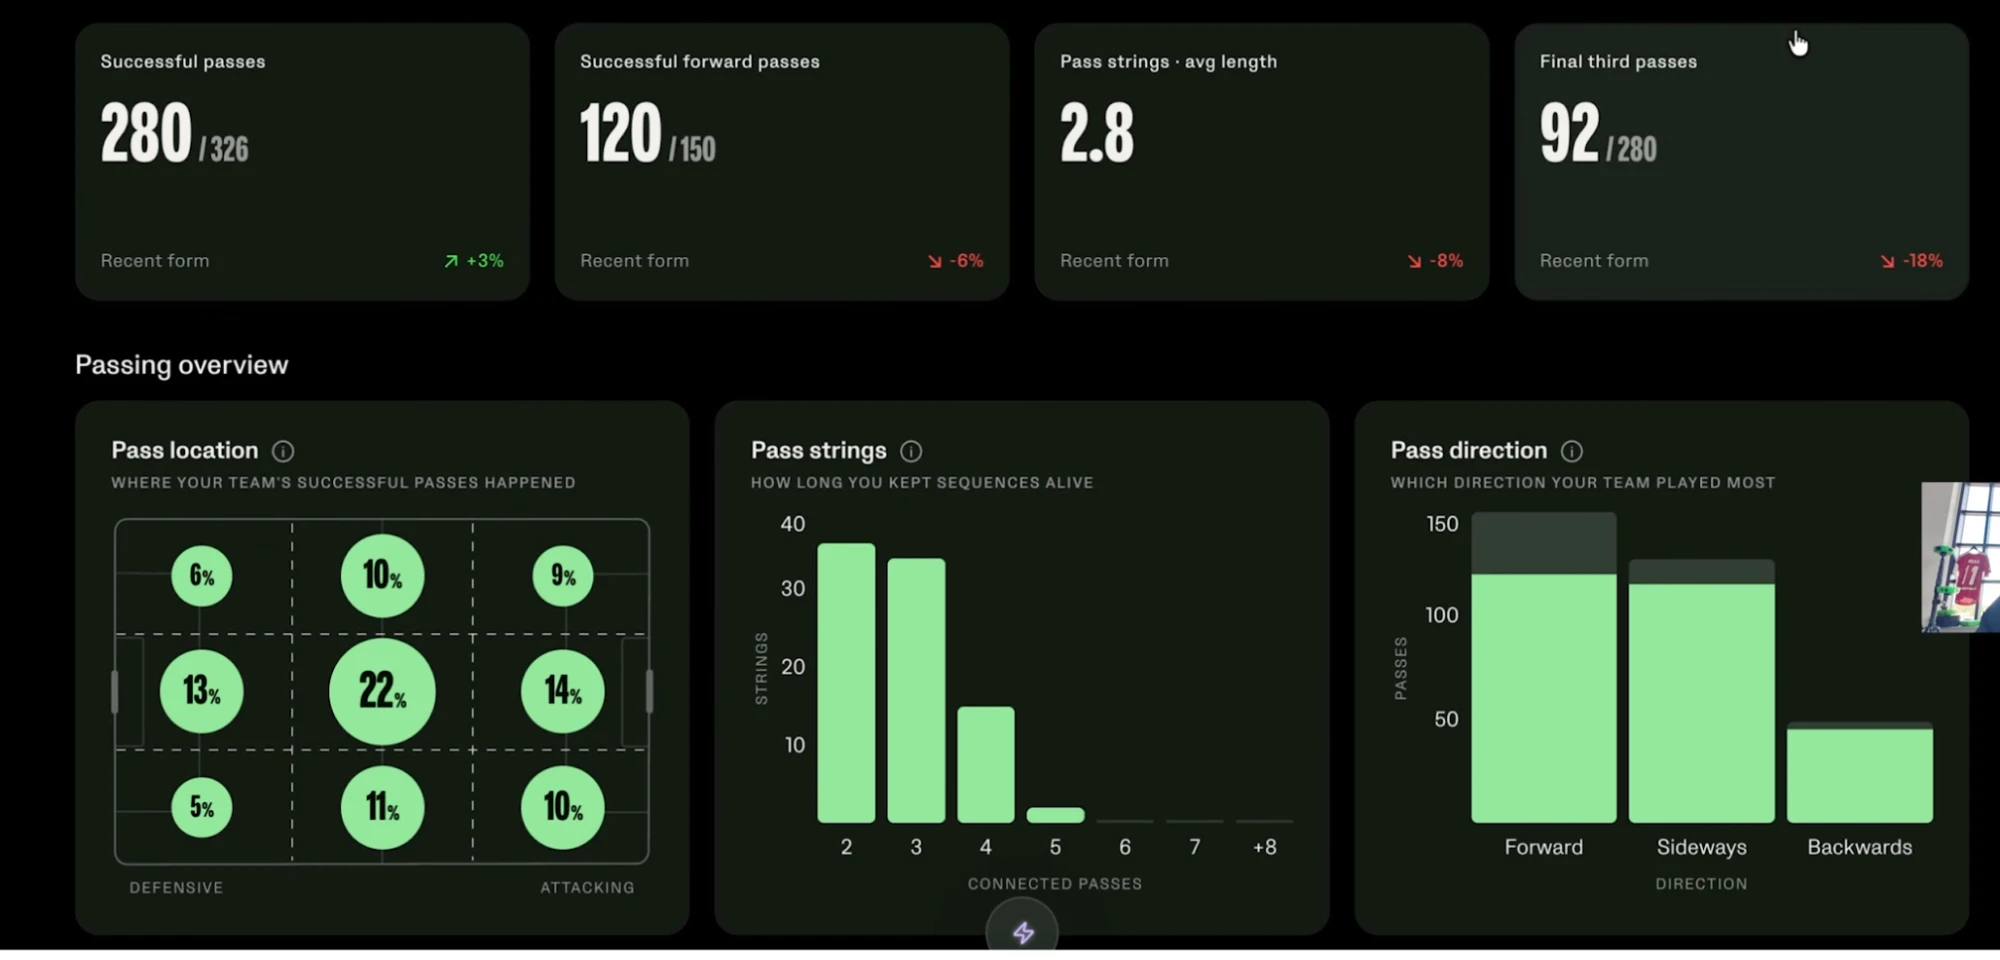 Successful passes
280 / 326
Recent form
+3%
Successful forward passes
120 / 150
Recent form
-6%
Pass strings · avg length
2.8
Recent form
-8%
Final third passes
92 / 280
Recent form
-18%
Passing overview
Pass location
WHERE YOUR TEAM'S SUCCESSFUL PASSES HAPPENED
6% 10% 9%
13% 22% 14%
5% 11% 10%
DEFENSIVE ATTACKING
Pass strings
HOW LONG YOU KEPT SEQUENCES ALIVE
STRINGS
40
30
20
10
2 3 4 5 6 7 +8
CONNECTED PASSES
Pass direction
WHICH DIRECTION YOUR TEAM PLAYED MOST
PASSES
150
100
50
Forward Sideways Backwards
DIRECTION